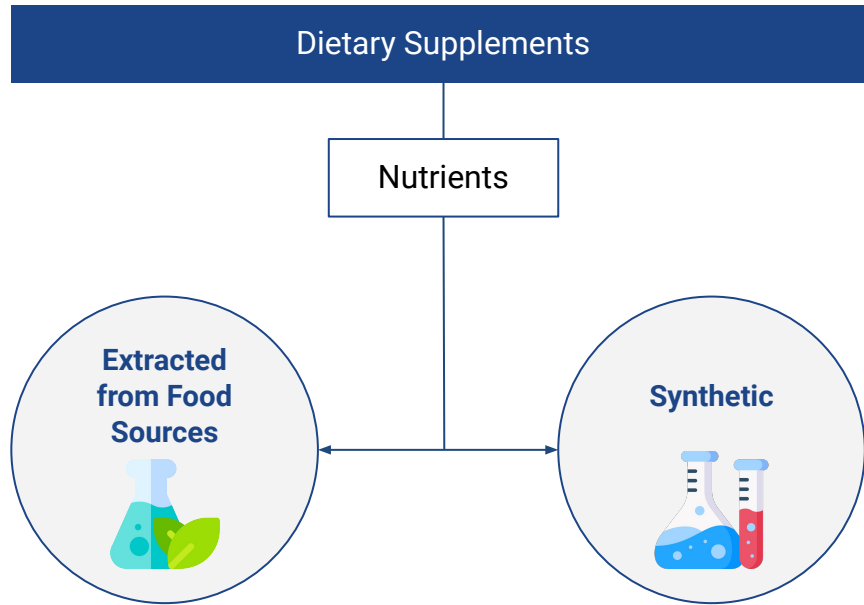 Dietary Supplements
Nutrients
Extracted
from Food
Sources
Synthetic